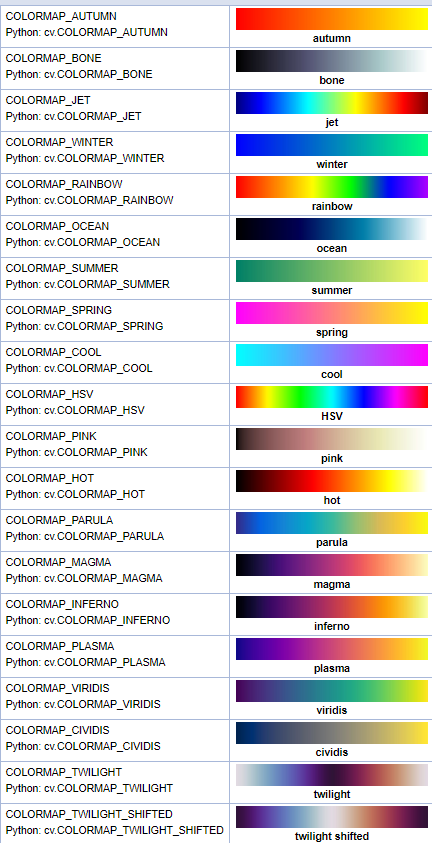 COLORMAP_AUTUMN
Python: cv.COLORMAP_AUTUMN
autumn
COLORMAP_BONE
Python: cv.COLORMAP_BONE
bone
COLORMAP_JET
Python: cv.COLORMAP_JET
jet
COLORMAP_WINTER
Python: cv.COLORMAP_WINTER
winter
COLORMAP_RAINBOW
Python: cv.COLORMAP_RAINBOW
rainbow
COLORMAP_OCEAN
Python: cv.COLORMAP_OCEAN
ocean
COLORMAP_SUMMER
Python: cv.COLORMAP_SUMMER
summer
COLORMAP_SPRING
Python: cv.COLORMAP_SPRING
spring
COLORMAP_COOL
Python: cv.COLORMAP_COOL
cool
COLORMAP_HSV
Python: cv.COLORMAP_HSV
HSV
COLORMAP_PINK
Python: cv.COLORMAP_PINK
pink
COLORMAP_HOT
Python: cv.COLORMAP_HOT
hot
COLORMAP_PARULA
Python: cv.COLORMAP_PARULA
parula
COLORMAP_MAGMA
Python: cv.COLORMAP_MAGMA
magma
COLORMAP_INFERNO
Python: cv.COLORMAP_INFERNO
inferno
COLORMAP_PLASMA
Python: cv.COLORMAP_PLASMA
plasma
COLORMAP_VIRIDIS
Python: cv.COLORMAP_VIRIDIS
viridis
COLORMAP_CIVIDIS
Python: cv.COLORMAP_CIVIDIS
cividis
COLORMAP_TWILIGHT
Python: cv.COLORMAP_TWILIGHT
twilight
COLORMAP_TWILIGHT_SHIFTED
Python: cv.COLORMAP_TWILIGHT_SHIFTED
twilight shifted